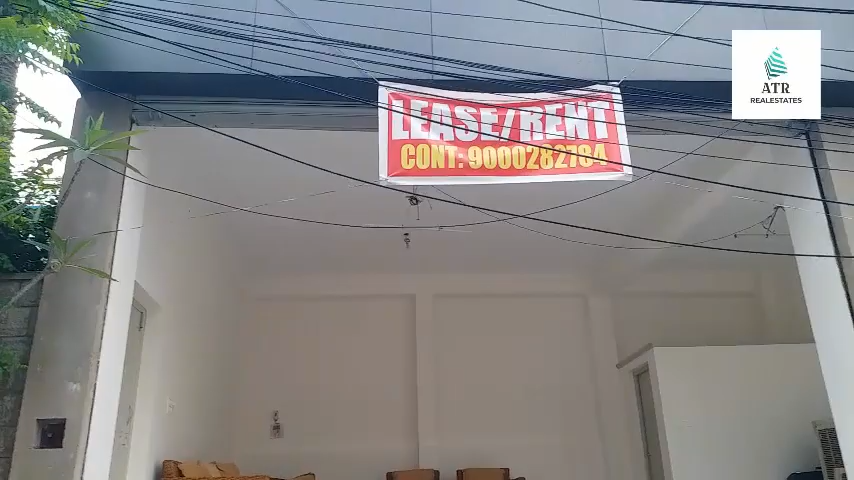 LEASE/RENT
CONT: 9000282784
ATR
REALESTATES